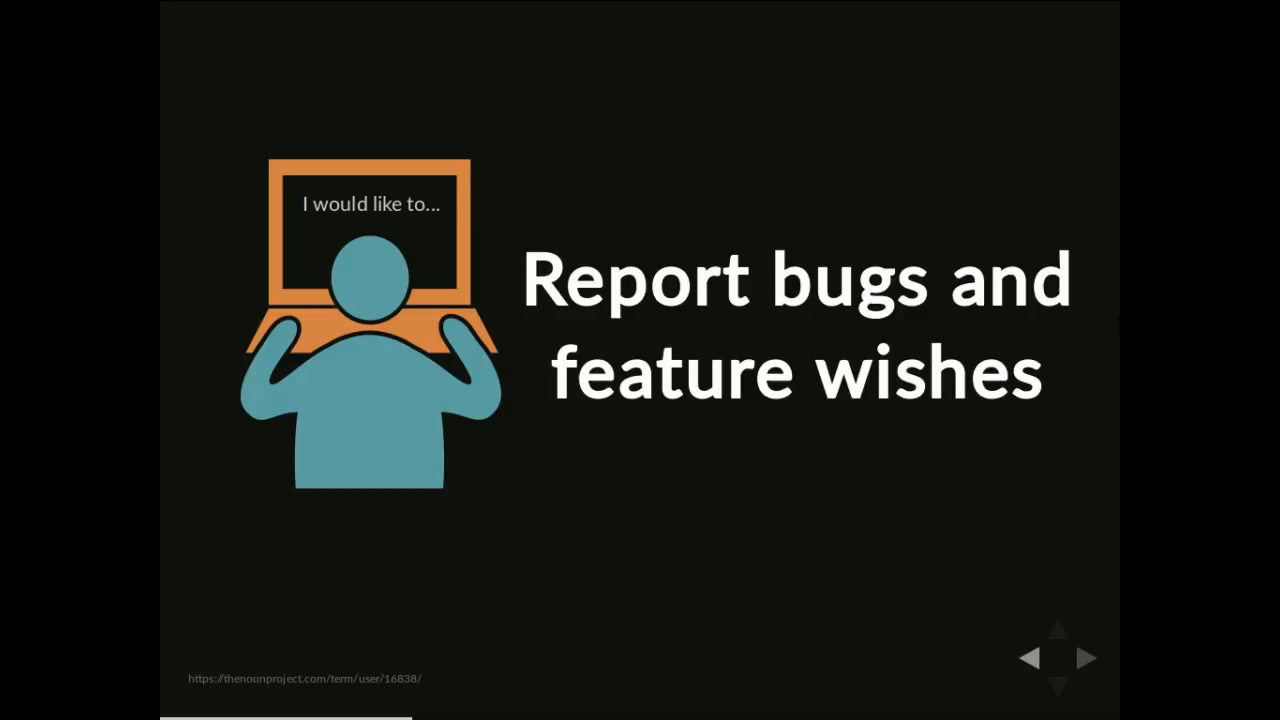 I would like to...
Report bugs and
feature wishes
https://thenounproject.com/term/user/16838/